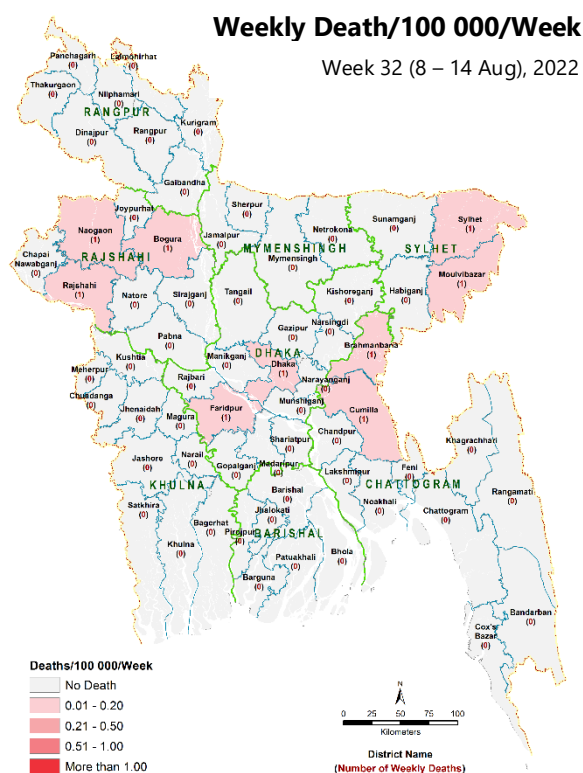 Weekly Death/100 000/Week
Week 32 (8 – 14 Aug), 2022
Panchagarh
(0)
Lalmonirhat
(0)
Thakurgaon
(0)
Nilphamari
(0)
RANGPUR
Dinajpur
(0)
Rangpur
(0)
Kurigram
(0)
Gaibandha
(0)
Joypurhat
(0)
Naogaon
(1)
Bogura
(1)
Chapai
Nawabganj
(0)
RAJSHAHI
Rajshahi
(1)
Natore
(0)
Sirajganj
(0)
Pabna
(0)
Sherpur
(0)
Jamalpur
(0)
Netrokona
(0)
MYMENSHINGH
Mymensingh
(0)
Sunamganj
(0)
Sylhet
(1)
SYLHET
Moulvibazar
(1)
Habiganj
(0)
Tangail
(0)
Kishoreganj
(0)
Gazipur
(0)
Narsingdi
(0)
Brahmanbaria
(1)
Manikganj
(0)
DHAKA
Dhaka
(1)
Narayanganj
(0)
Munshiganj
(0)
Cumilla
(1)
Kushtia
(0)
Rajbari
(0)
Meherpur
(0)
Chuadanga
(0)
Jhenaidah
(0)
Magura
(0)
Faridpur
(1)
Shariatpur
(0)
Chandpur
(0)
Khagrachhari
(0)
Jashore
(0)
Narail
(0)
Gopalganj
(0)
Madaripur
(0)
Lakshmipur
(0)
Feni
(0)
KHULNA
CHATTOGRAM
Noakhali
(0)
Chattogram
(0)
Rangamati
(0)
Satkhira
(0)
Khulna
(0)
Bagerhat
(0)
Pirojpur
(0)
Barishal
(0)
Jhalokati
(0)
BARISHAL
Patuakhali
(0)
Bhola
(0)
Barguna
(0)
Bandarban
(0)
Cox's
Bazar
(0)
Deaths/100 000/Week
No Death
0.01 - 0.20
0.21 - 0.50
0.51 - 1.00
More than 1.00
N
0 25 50 100
Kilometers
District Name
(Number of Weekly Deaths)